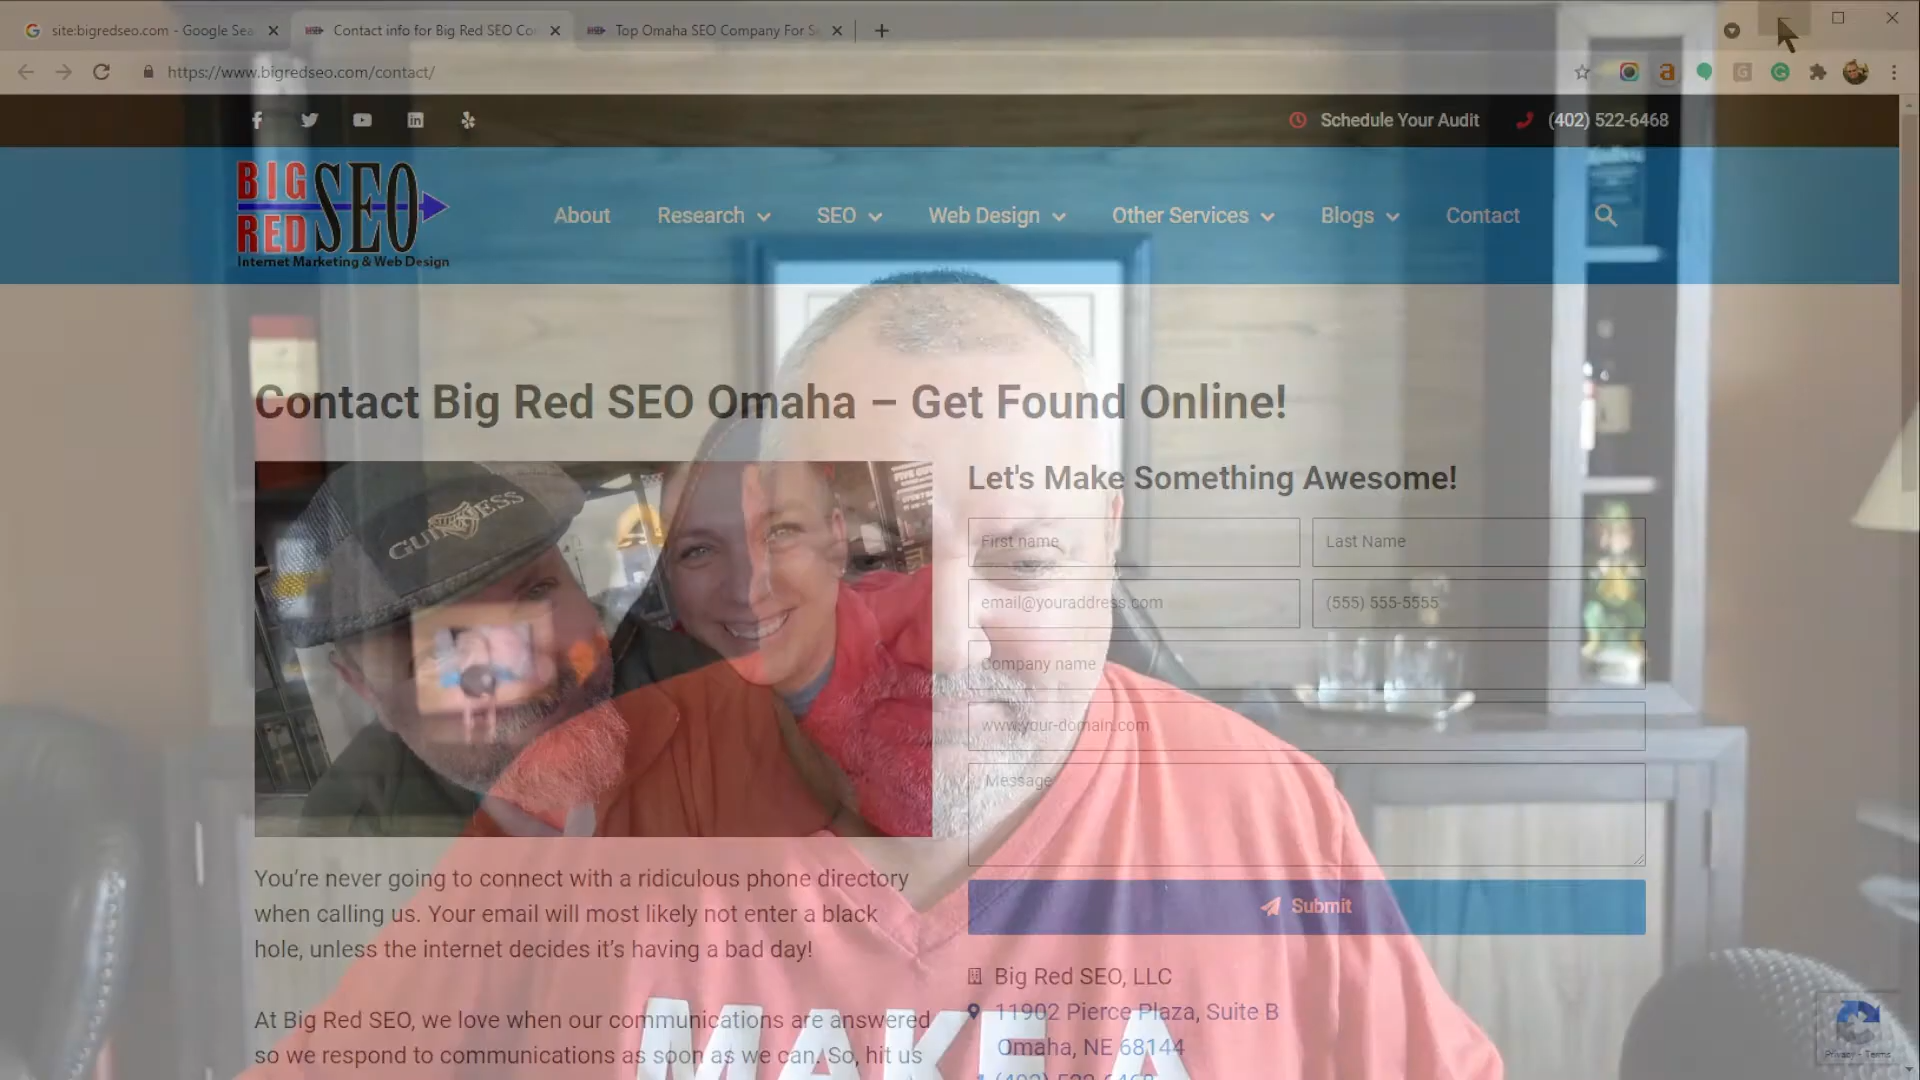 site:bigredseo.com - Google Sea
Contact info for Big Red SEO Co
Top Omaha SEO Company For S
https://www.bigredseo.com/contact/
Schedule Your Audit
(402) 522-6468
BIG RED SEO
Internet Marketing & Web Design
About
Research
SEO
Web Design
Other Services
Blogs
Contact
Contact Big Red SEO Omaha – Get Found Online!
GUINNESS
Let's Make Something Awesome!
First name
Last Name
email@youraddress.com
(555) 555-5555
Company name
www.your-domain.com
Message
Submit
You're never going to connect with a ridiculous phone directory
when calling us. Your email will most likely not enter a black
hole, unless the internet decides it's having a bad day!
At Big Red SEO, we love when our communications are answered
so we respond to communications as soon as we can. So, hit us
Big Red SEO, LLC
11902 Pierce Plaza, Suite B
Omaha, NE 68144
(402) 522-6468
MAKE A
Privacy - Terms